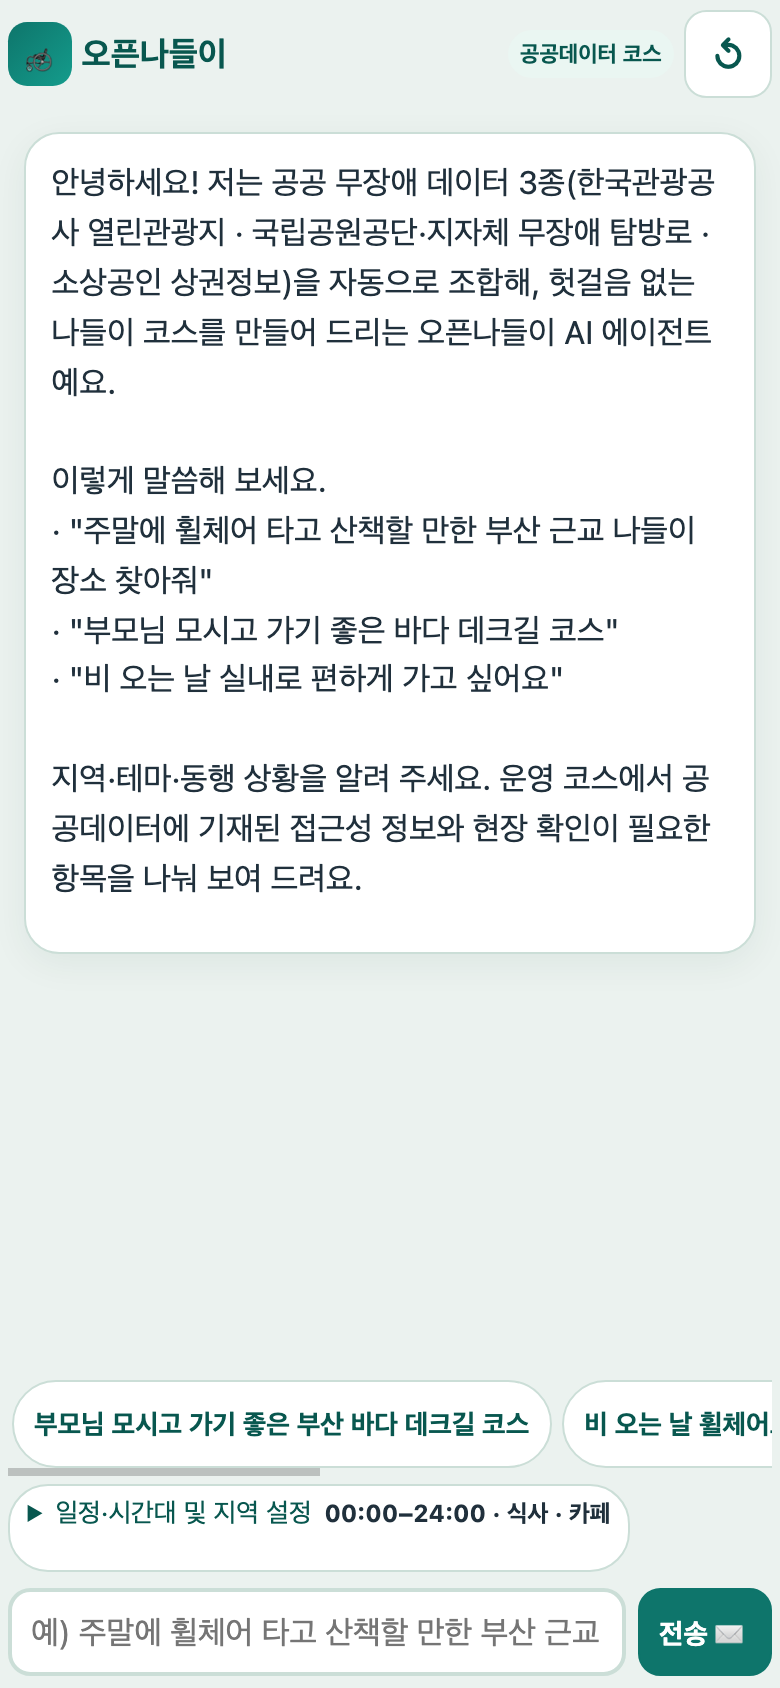 오픈나들이
공공데이터 코스
안녕하세요! 저는 공공 무장애 데이터 3종(한국관광공
사 열린관광지 · 국립공원공단·지자체 무장애 탐방로 ·
소상공인 상권정보)을 자동으로 조합해, 헛걸음 없는
나들이 코스를 만들어 드리는 오픈나들이 AI 에이전트
예요.
이렇게 말씀해 보세요.
· "주말에 휠체어 타고 산책할 만한 부산 근교 나들이
장소 찾아줘"
· "부모님 모시고 가기 좋은 바다 데크길 코스"
· "비 오는 날 실내로 편하게 가고 싶어요"
지역·테마·동행 상황을 알려 주세요. 운영 코스에서 공
공데이터에 기재된 접근성 정보와 현장 확인이 필요한
항목을 나눠 보여 드려요.
부모님 모시고 가기 좋은 부산 바다 데크길 코스
비 오는 날 휠체어
▶ 일정·시간대 및 지역 설정 00:00–24:00 · 식사 · 카페
예) 주말에 휠체어 타고 산책할 만한 부산 근교
전송